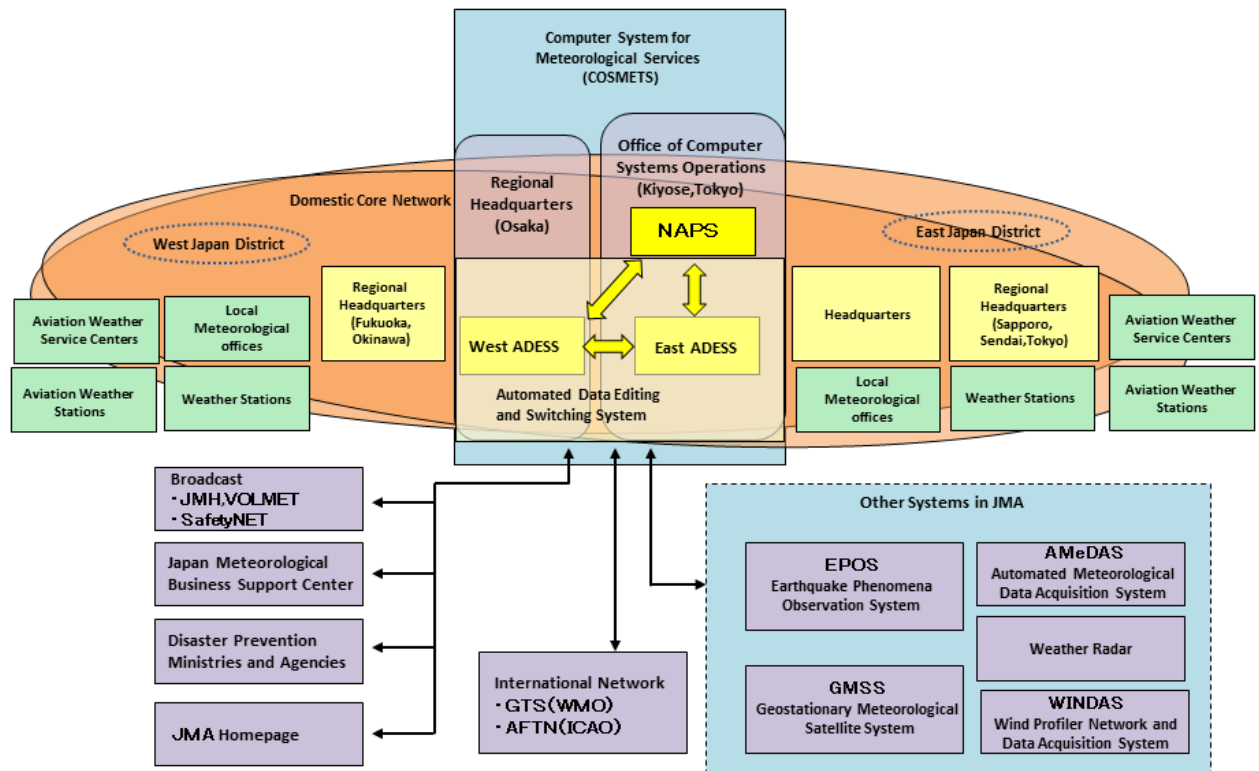 Computer System for
Meteorological Services
(COSMETS)
Office of Computer
Systems Operations
(Kiyose,Tokyo)
Regional
Headquarters
(Osaka)
Domestic Core Network
NAPS
West Japan District
East Japan District
Aviation Weather
Service Centers
Local
Meteorological
offices
Regional
Headquarters
(Fukuoka,
Okinawa)
West ADESS
East ADESS
Headquarters
Regional
Headquarters
(Sapporo,
Sendai,Tokyo)
Aviation Weather
Service Centers
Aviation Weather
Stations
Weather Stations
Automated Data Editing
and Switching System
Local
Meteorological
offices
Weather Stations
Aviation Weather
Stations
Broadcast
・JMH,VOLMET
・SafetyNET
Japan Meteorological
Business Support Center
Disaster Prevention
Ministries and Agencies
JMA Homepage
International Network
・GTS(WMO)
・AFTN(ICAO)
Other Systems in JMA
EPOS
Earthquake Phenomena
Observation System
AMeDAS
Automated Meteorological
Data Acquisition System
Weather Radar
GMSS
Geostationary Meteorological
Satellite System
WINDAS
Wind Profiler Network and
Data Acquisition System